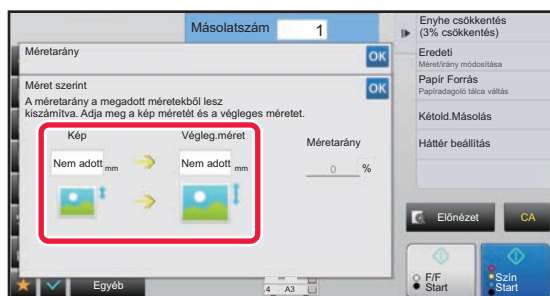 Másolatszám 1
Méretarány OK
Méret szerint OK
A méretarány a megadott méretekből lesz
kiszámítva. Adja meg a kép méretét és a végleges méretet.
Kép Végleg.méret Méretarány
Nem adott mm Nem adott mm 0 %
Enyhe csökkentés
(3% csökkentés)
Eredeti
Méret/irány módosítása
Papír Forrás
Papíradagoló tálca váltás
Kétold.Másolás
Háttér beállítás
Előnézet CA
F/F
Start
Szín
Start
Egyéb
4 A3